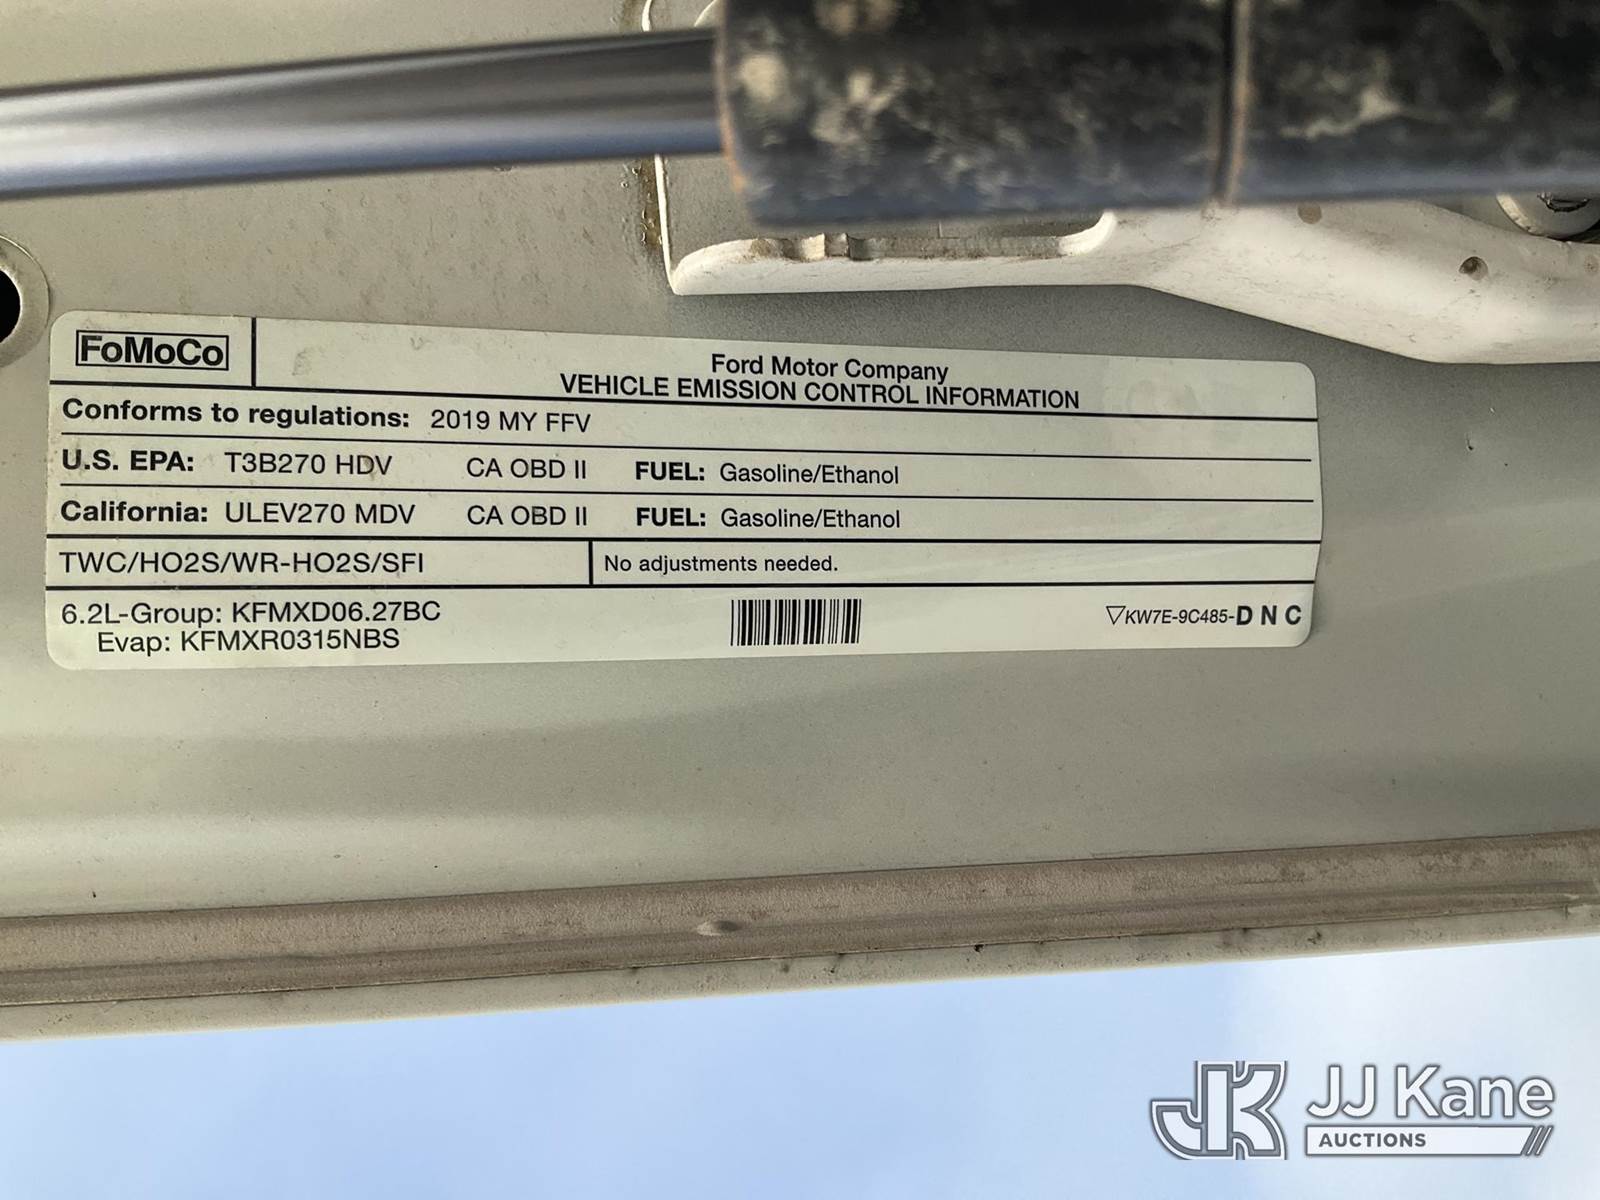 FoMoCo
Ford Motor Company
VEHICLE EMISSION CONTROL INFORMATION
Conforms to regulations: 2019 MY FFV
U.S. EPA: T3B270 HDV CA OBD II FUEL: Gasoline/Ethanol
California: ULEV270 MDV CA OBD II FUEL: Gasoline/Ethanol
TWC/HO2S/WR-HO2S/SFI No adjustments needed.
6.2L-Group: KFMXD06.27BC
Evap: KFMXR0315NBS
▽KW7E-9C485-D N C
JK JJ Kane
AUCTIONS